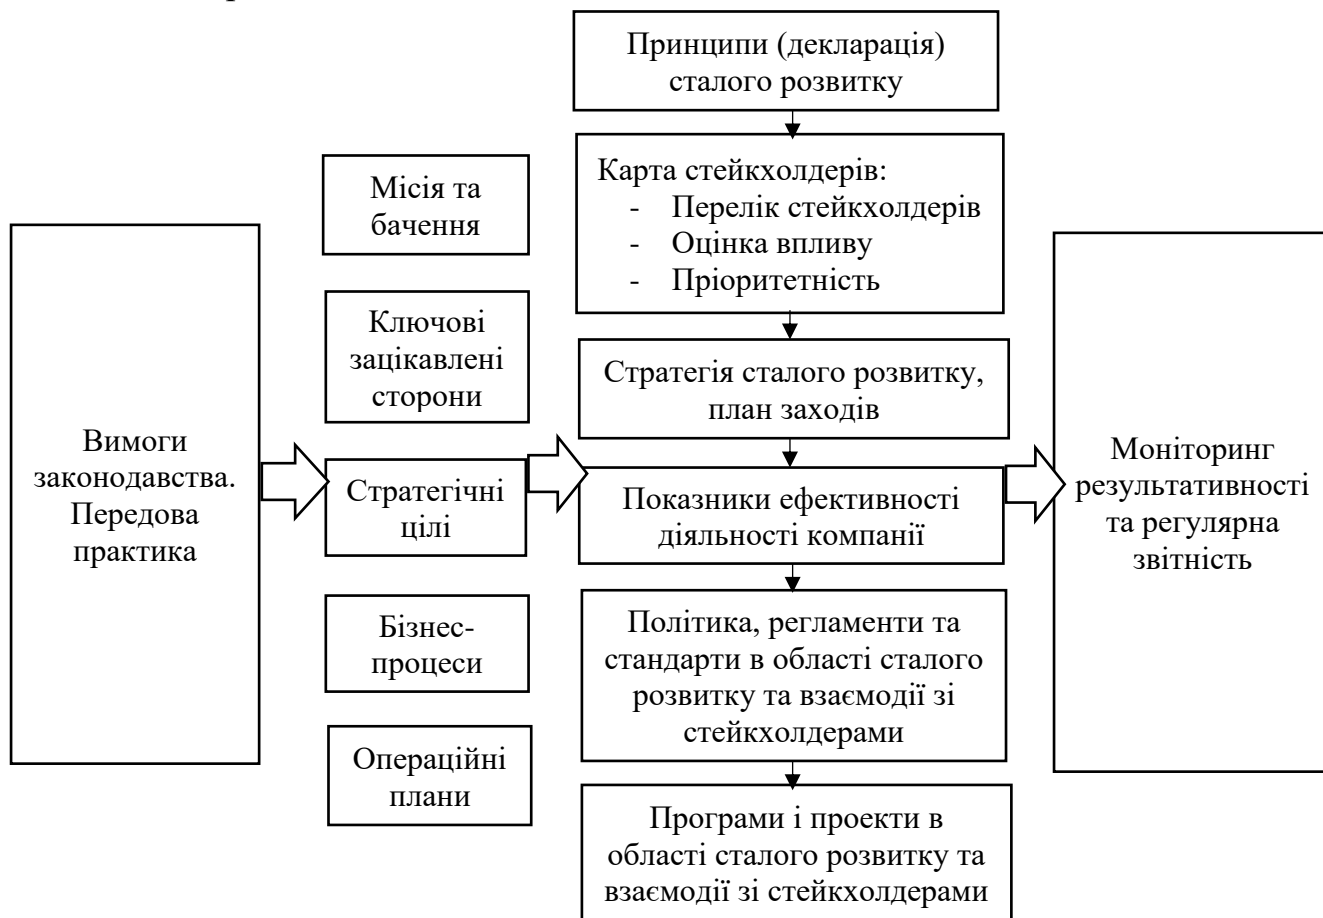 Принципи (декларація)
сталого розвитку
Карта стейкхолдерів:
- Перелік стейкхолдерів
- Оцінка впливу
- Пріоритетність
Місія та
бачення
Ключові
зацікавлені
сторони
Стратегія сталого розвитку,
план заходів
Вимоги
законодавства.
Передова
практика
Стратегічні
цілі
Показники ефективності
діяльності компанії
Моніторинг
результативності
та регулярна
звітність
Бізнес-
процеси
Політика, регламенти та
стандарти в області сталого
розвитку та взаємодії зі
стейкхолдерами
Операційні
плани
Програми і проекти в
області сталого розвитку та
взаємодії зі стейкхолдерами